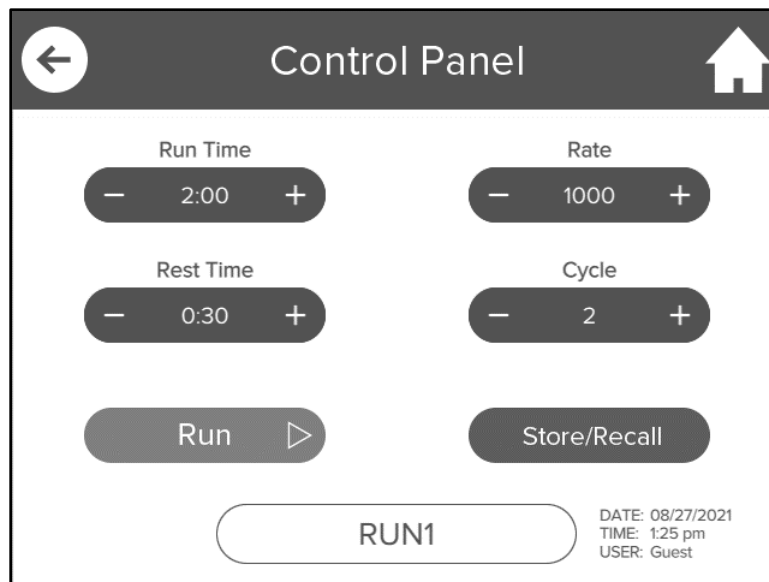 Control Panel
Run Time
Rate
− 2:00 +
− 1000 +
Rest Time
Cycle
− 0:30 +
− 2 +
Run
Store/Recall
RUN1
DATE: 08/27/2021
TIME: 1:25 pm
USER: Guest